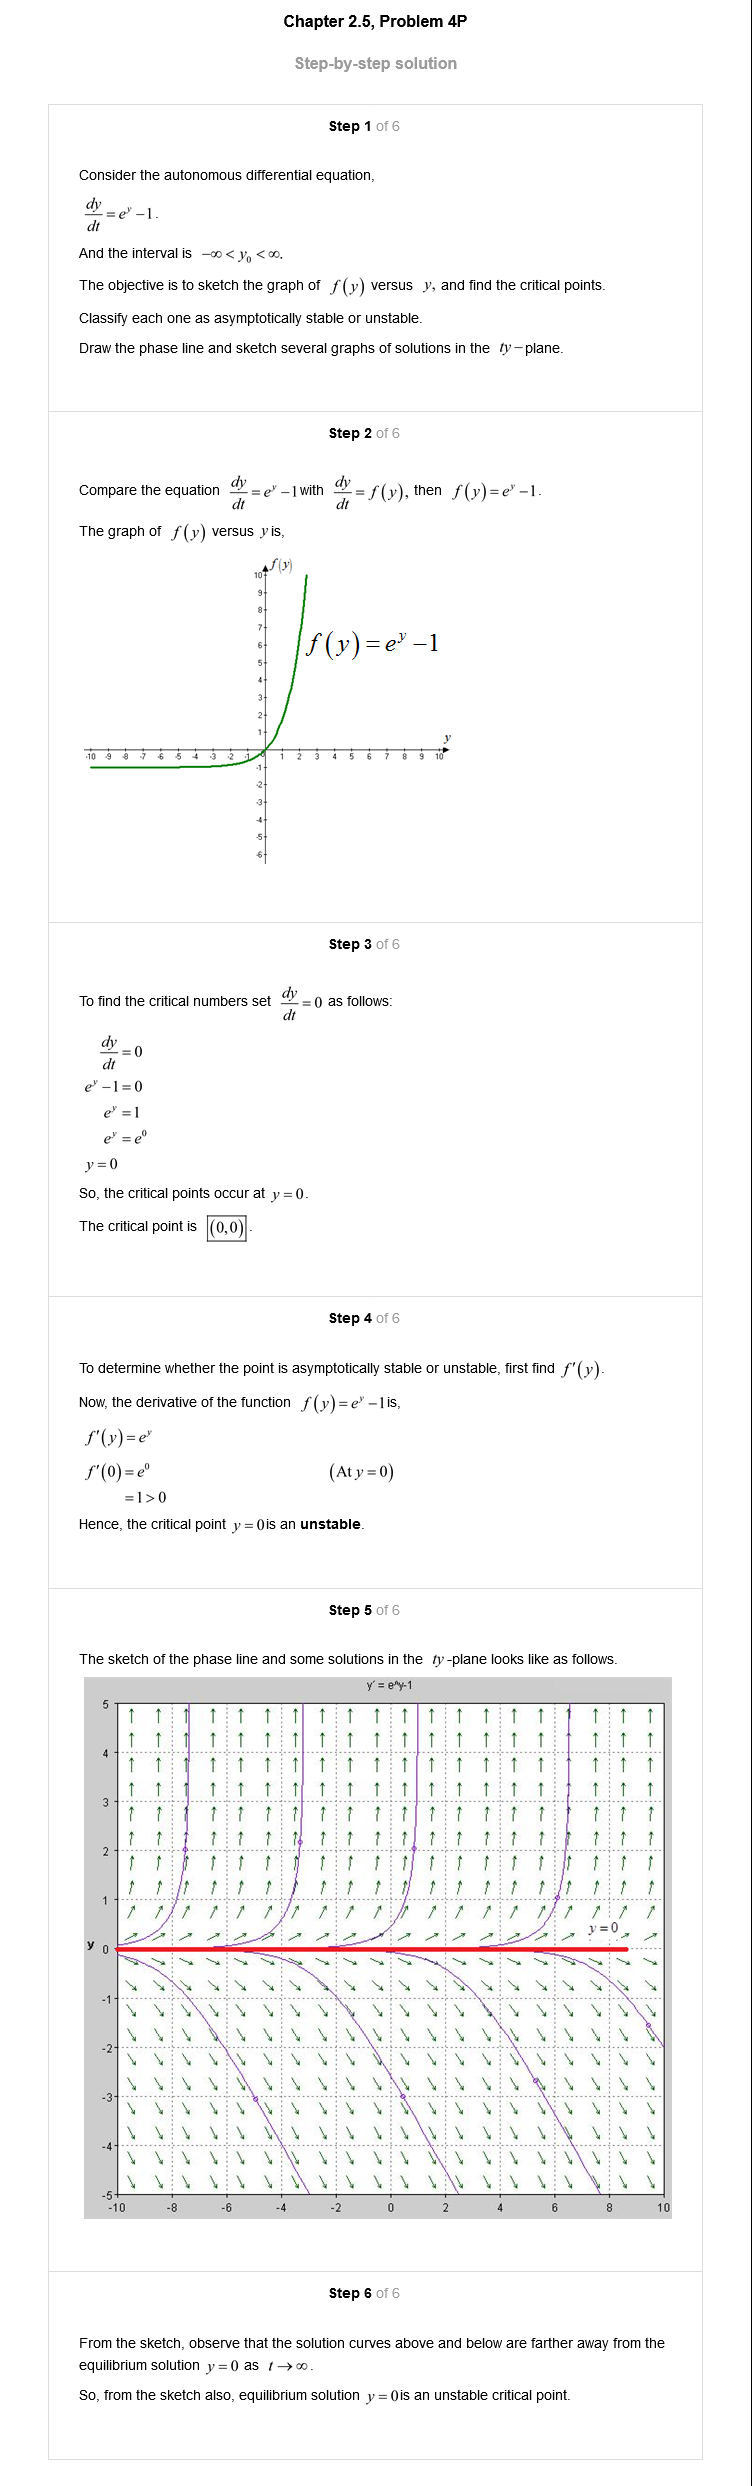 Chapter 2.5, Problem 4P
Step-by-step solution
Step 1 of 6
Consider the autonomous differential equation,
dy/dt = e^y − 1.
And the interval is −∞ < y₀ < ∞.
The objective is to sketch the graph of f(y) versus y, and find the critical points.
Classify each one as asymptotically stable or unstable.
Draw the phase line and sketch several graphs of solutions in the ty−plane.
Step 2 of 6
Compare the equation dy/dt = e^y − 1 with dy/dt = f(y), then f(y) = e^y − 1.
The graph of f(y) versus y is,
f(y)
10
9
8
7
6
5
4
3
2
1
f(y) = e^y − 1
y
-10 -9 -8 -7 -6 -5 -4 -3 -2 -1 0 1 2 3 4 5 6 7 8 9 10
-1
-2
-3
-4
-5
-6
Step 3 of 6
To find the critical numbers set dy/dt = 0 as follows:
dy/dt = 0
e^y − 1 = 0
e^y = 1
e^y = e^0
y = 0
So, the critical points occur at y = 0.
The critical point is (0,0).
Step 4 of 6
To determine whether the point is asymptotically stable or unstable, first find f′(y).
Now, the derivative of the function f(y) = e^y − 1 is,
f′(y) = e^y
f′(0) = e^0 (At y = 0)
= 1 > 0
Hence, the critical point y = 0 is an unstable.
Step 5 of 6
The sketch of the phase line and some solutions in the ty-plane looks like as follows.
y' = e^y-1
5
4
3
2
1
y = 0
y 0
-1
-2
-3
-4
-5
-10 -8 -6 -4 -2 0 2 4 6 8 10
Step 6 of 6
From the sketch, observe that the solution curves above and below are farther away from the
equilibrium solution y = 0 as t → ∞.
So, from the sketch also, equilibrium solution y = 0 is an unstable critical point.